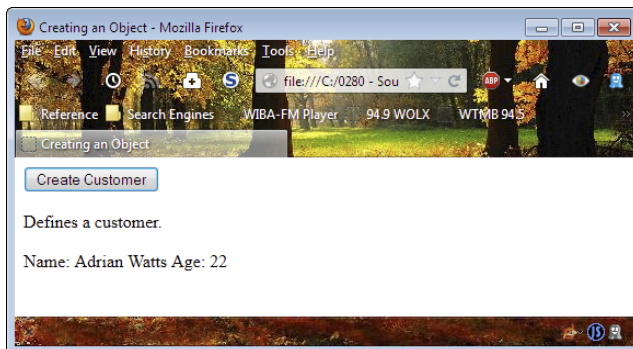 Creating an Object - Mozilla Firefox
File Edit View History Bookmarks Tools Help
S file:///C:/0280 - Sou C ABP
Reference Search Engines WIBA-FM Player 94.9 WOLX WTMB 94.5 »
Creating an Object
Create Customer
Defines a customer.
Name: Adrian Watts Age: 22
JS